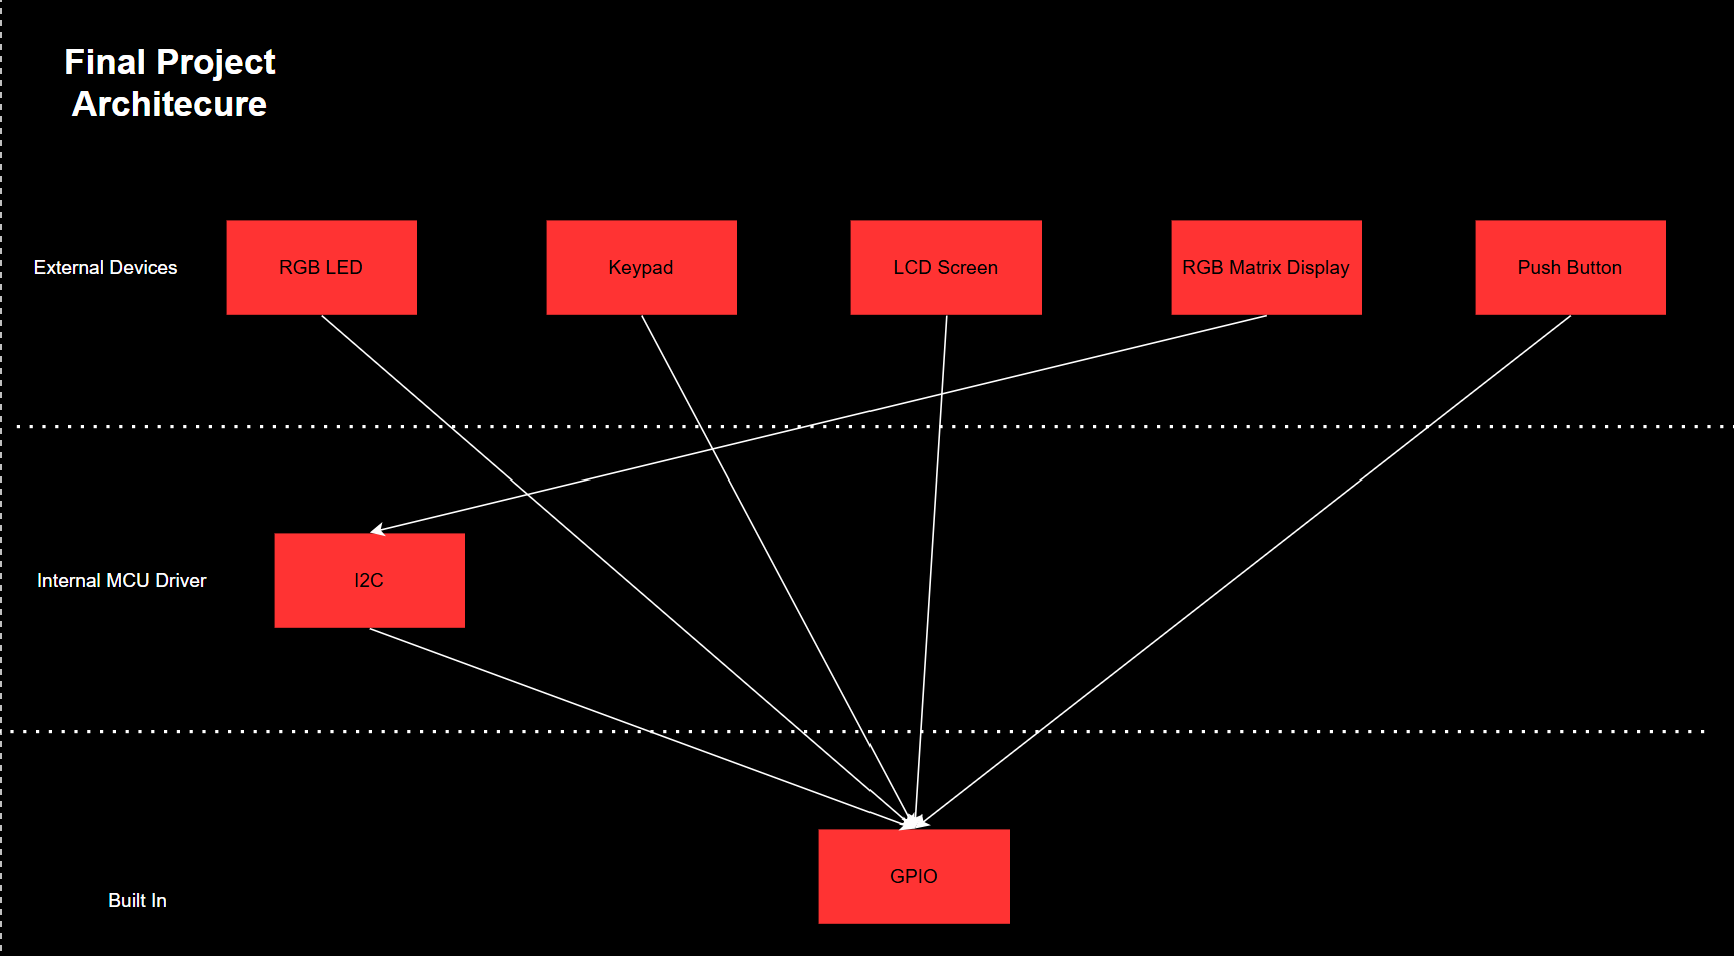 Final Project
Architecure
External Devices
RGB LED
Keypad
LCD Screen
RGB Matrix Display
Push Button
Internal MCU Driver
I2C
GPIO
Built In